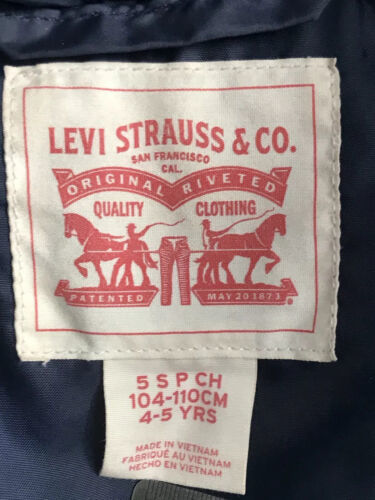 LEVI STRAUSS & CO.
SAN FRANCISCO
CAL.
ORIGINAL RIVETED
QUALITY CLOTHING
PATENTED MAY 20 1873
®
5 S P CH
104-110CM
4-5 YRS
MADE IN VIETNAM
FABRIQUÉ AU VIETNAM
HECHO EN VIETNAM